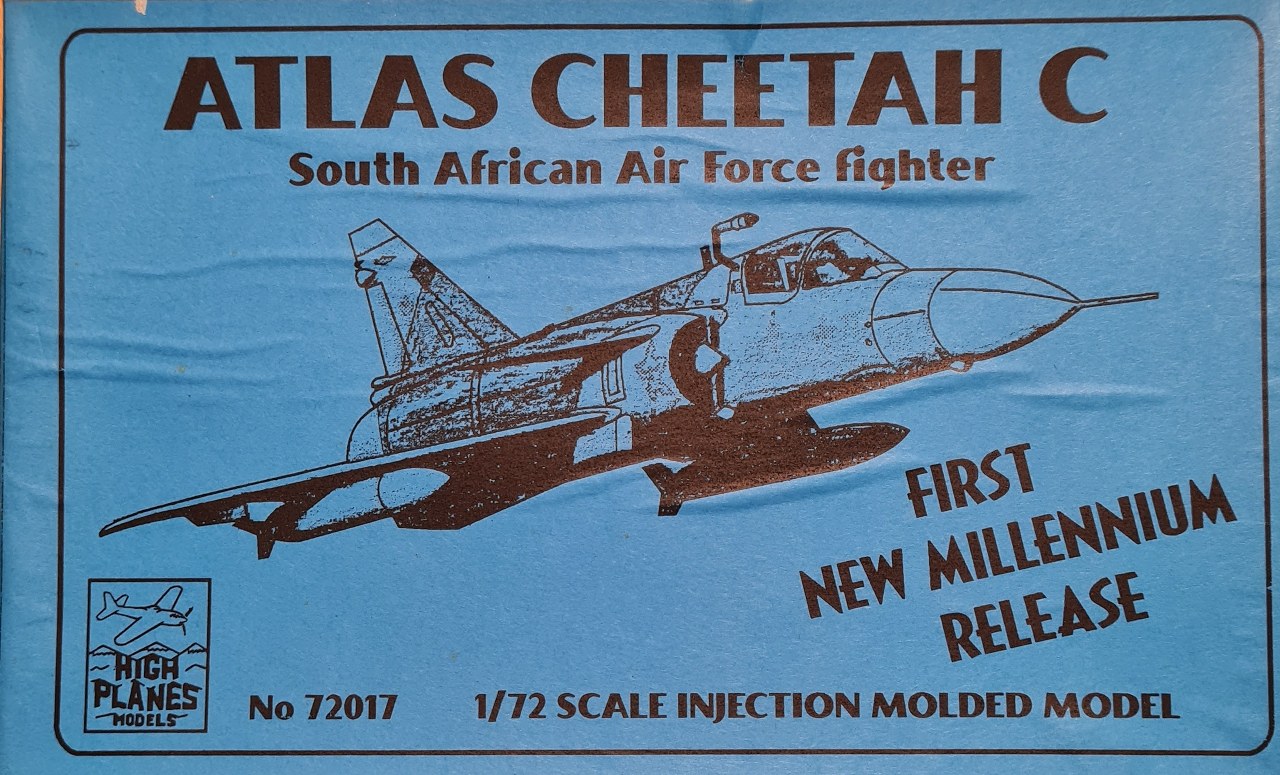 ATLAS CHEETAH C
South African Air Force fighter
FIRST
NEW MILLENNIUM
RELEASE
HIGH
PLANES
MODELS
No 72017
1/72 SCALE INJECTION MOLDED MODEL